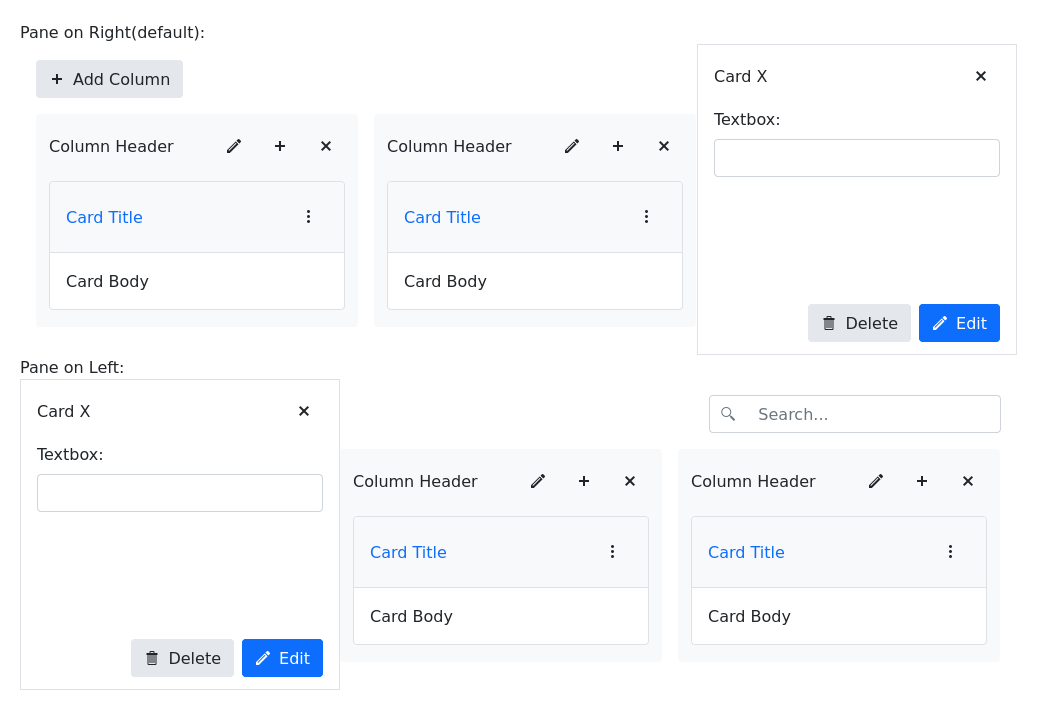 Pane on Right(default):
Add Column
Column Header
Card Title
Card Body
Column Header
Card Title
Card Body
Card X
Textbox:
Delete
Edit
Pane on Left:
Card X
Textbox:
Delete
Edit
Search...
Column Header
Card Title
Card Body
Column Header
Card Title
Card Body